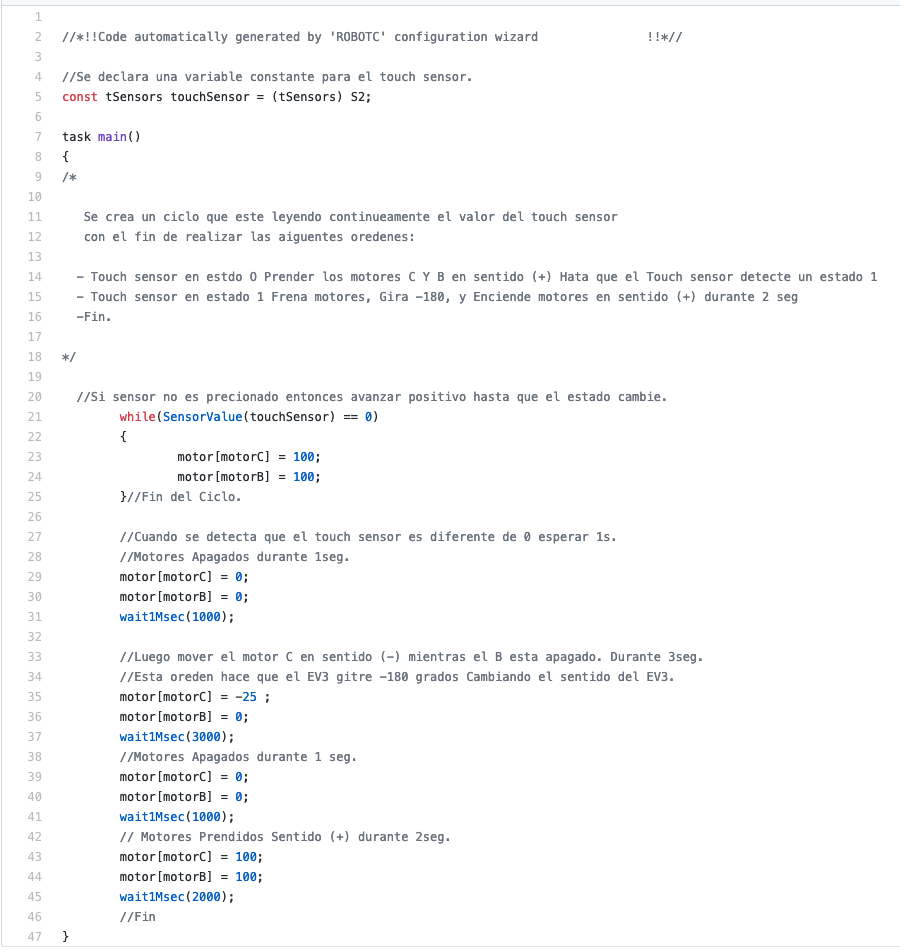 1
2 //*!!Code automatically generated by 'ROBOTC' configuration wizard               !!*//
3
4 //Se declara una variable constante para el touch sensor.
5 const tSensors touchSensor = (tSensors) S2;
6
7 task main()
8 {
9 /*
10
11    Se crea un ciclo que este leyendo continueamente el valor del touch sensor
12    con el fin de realizar las aiguentes oredenes:
13
14   - Touch sensor en estdo O Prender los motores C Y B en sentido (+) Hata que el Touch sensor detecte un estado 1
15   - Touch sensor en estado 1 Frena motores, Gira -180, y Enciende motores en sentido (+) durante 2 seg
16   -Fin.
17
18 */
19
20   //Si sensor no es precionado entonces avanzar positivo hasta que el estado cambie.
21         while(SensorValue(touchSensor) == 0)
22         {
23                 motor[motorC] = 100;
24                 motor[motorB] = 100;
25         }//Fin del Ciclo.
26
27         //Cuando se detecta que el touch sensor es diferente de 0 esperar 1s.
28         //Motores Apagados durante 1seg.
29         motor[motorC] = 0;
30         motor[motorB] = 0;
31         wait1Msec(1000);
32
33         //Luego mover el motor C en sentido (-) mientras el B esta apagado. Durante 3seg.
34         //Esta oreden hace que el EV3 gitre -180 grados Cambiando el sentido del EV3.
35         motor[motorC] = -25 ;
36         motor[motorB] = 0;
37         wait1Msec(3000);
38         //Motores Apagados durante 1 seg.
39         motor[motorC] = 0;
40         motor[motorB] = 0;
41         wait1Msec(1000);
42         // Motores Prendidos Sentido (+) durante 2seg.
43         motor[motorC] = 100;
44         motor[motorB] = 100;
45         wait1Msec(2000);
46         //Fin
47 }